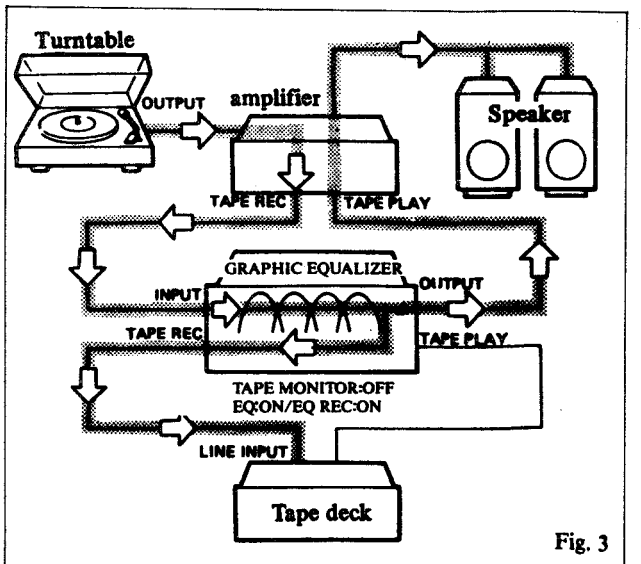 Turntable
OUTPUT
amplifier
Speaker
TAPE REC
TAPE PLAY
GRAPHIC EQUALIZER
INPUT
OUTPUT
TAPE REC
TAPE PLAY
TAPE MONITOR:OFF
EQ:ON/EQ REC:ON
LINE INPUT
Tape deck
Fig. 3